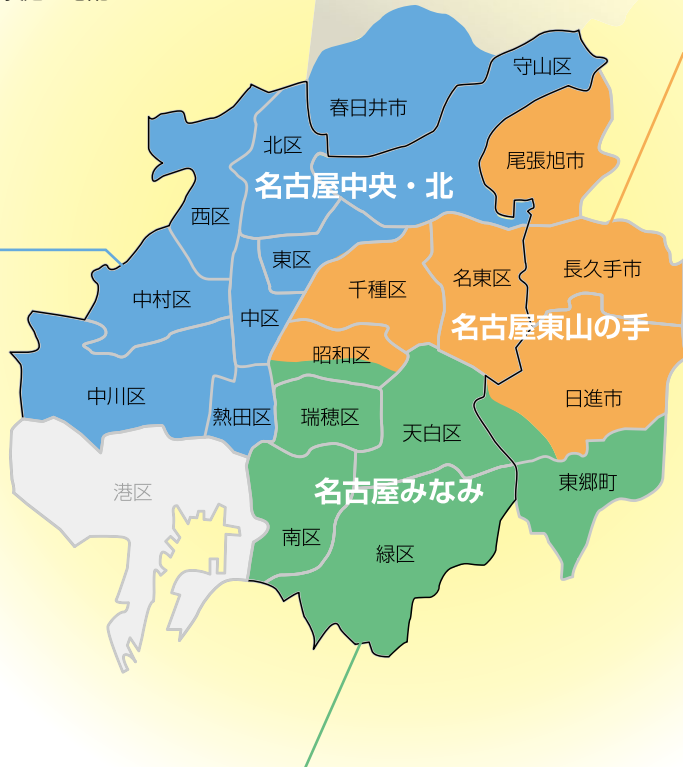 守山区
春日井市
北区
尾張旭市
名古屋中央・北
西区
東区
長久手市
名東区
千種区
中村区
中区
名古屋東山の手
昭和区
中川区
日進市
熱田区
瑞穂区
天白区
東郷町
港区
名古屋みなみ
南区
緑区